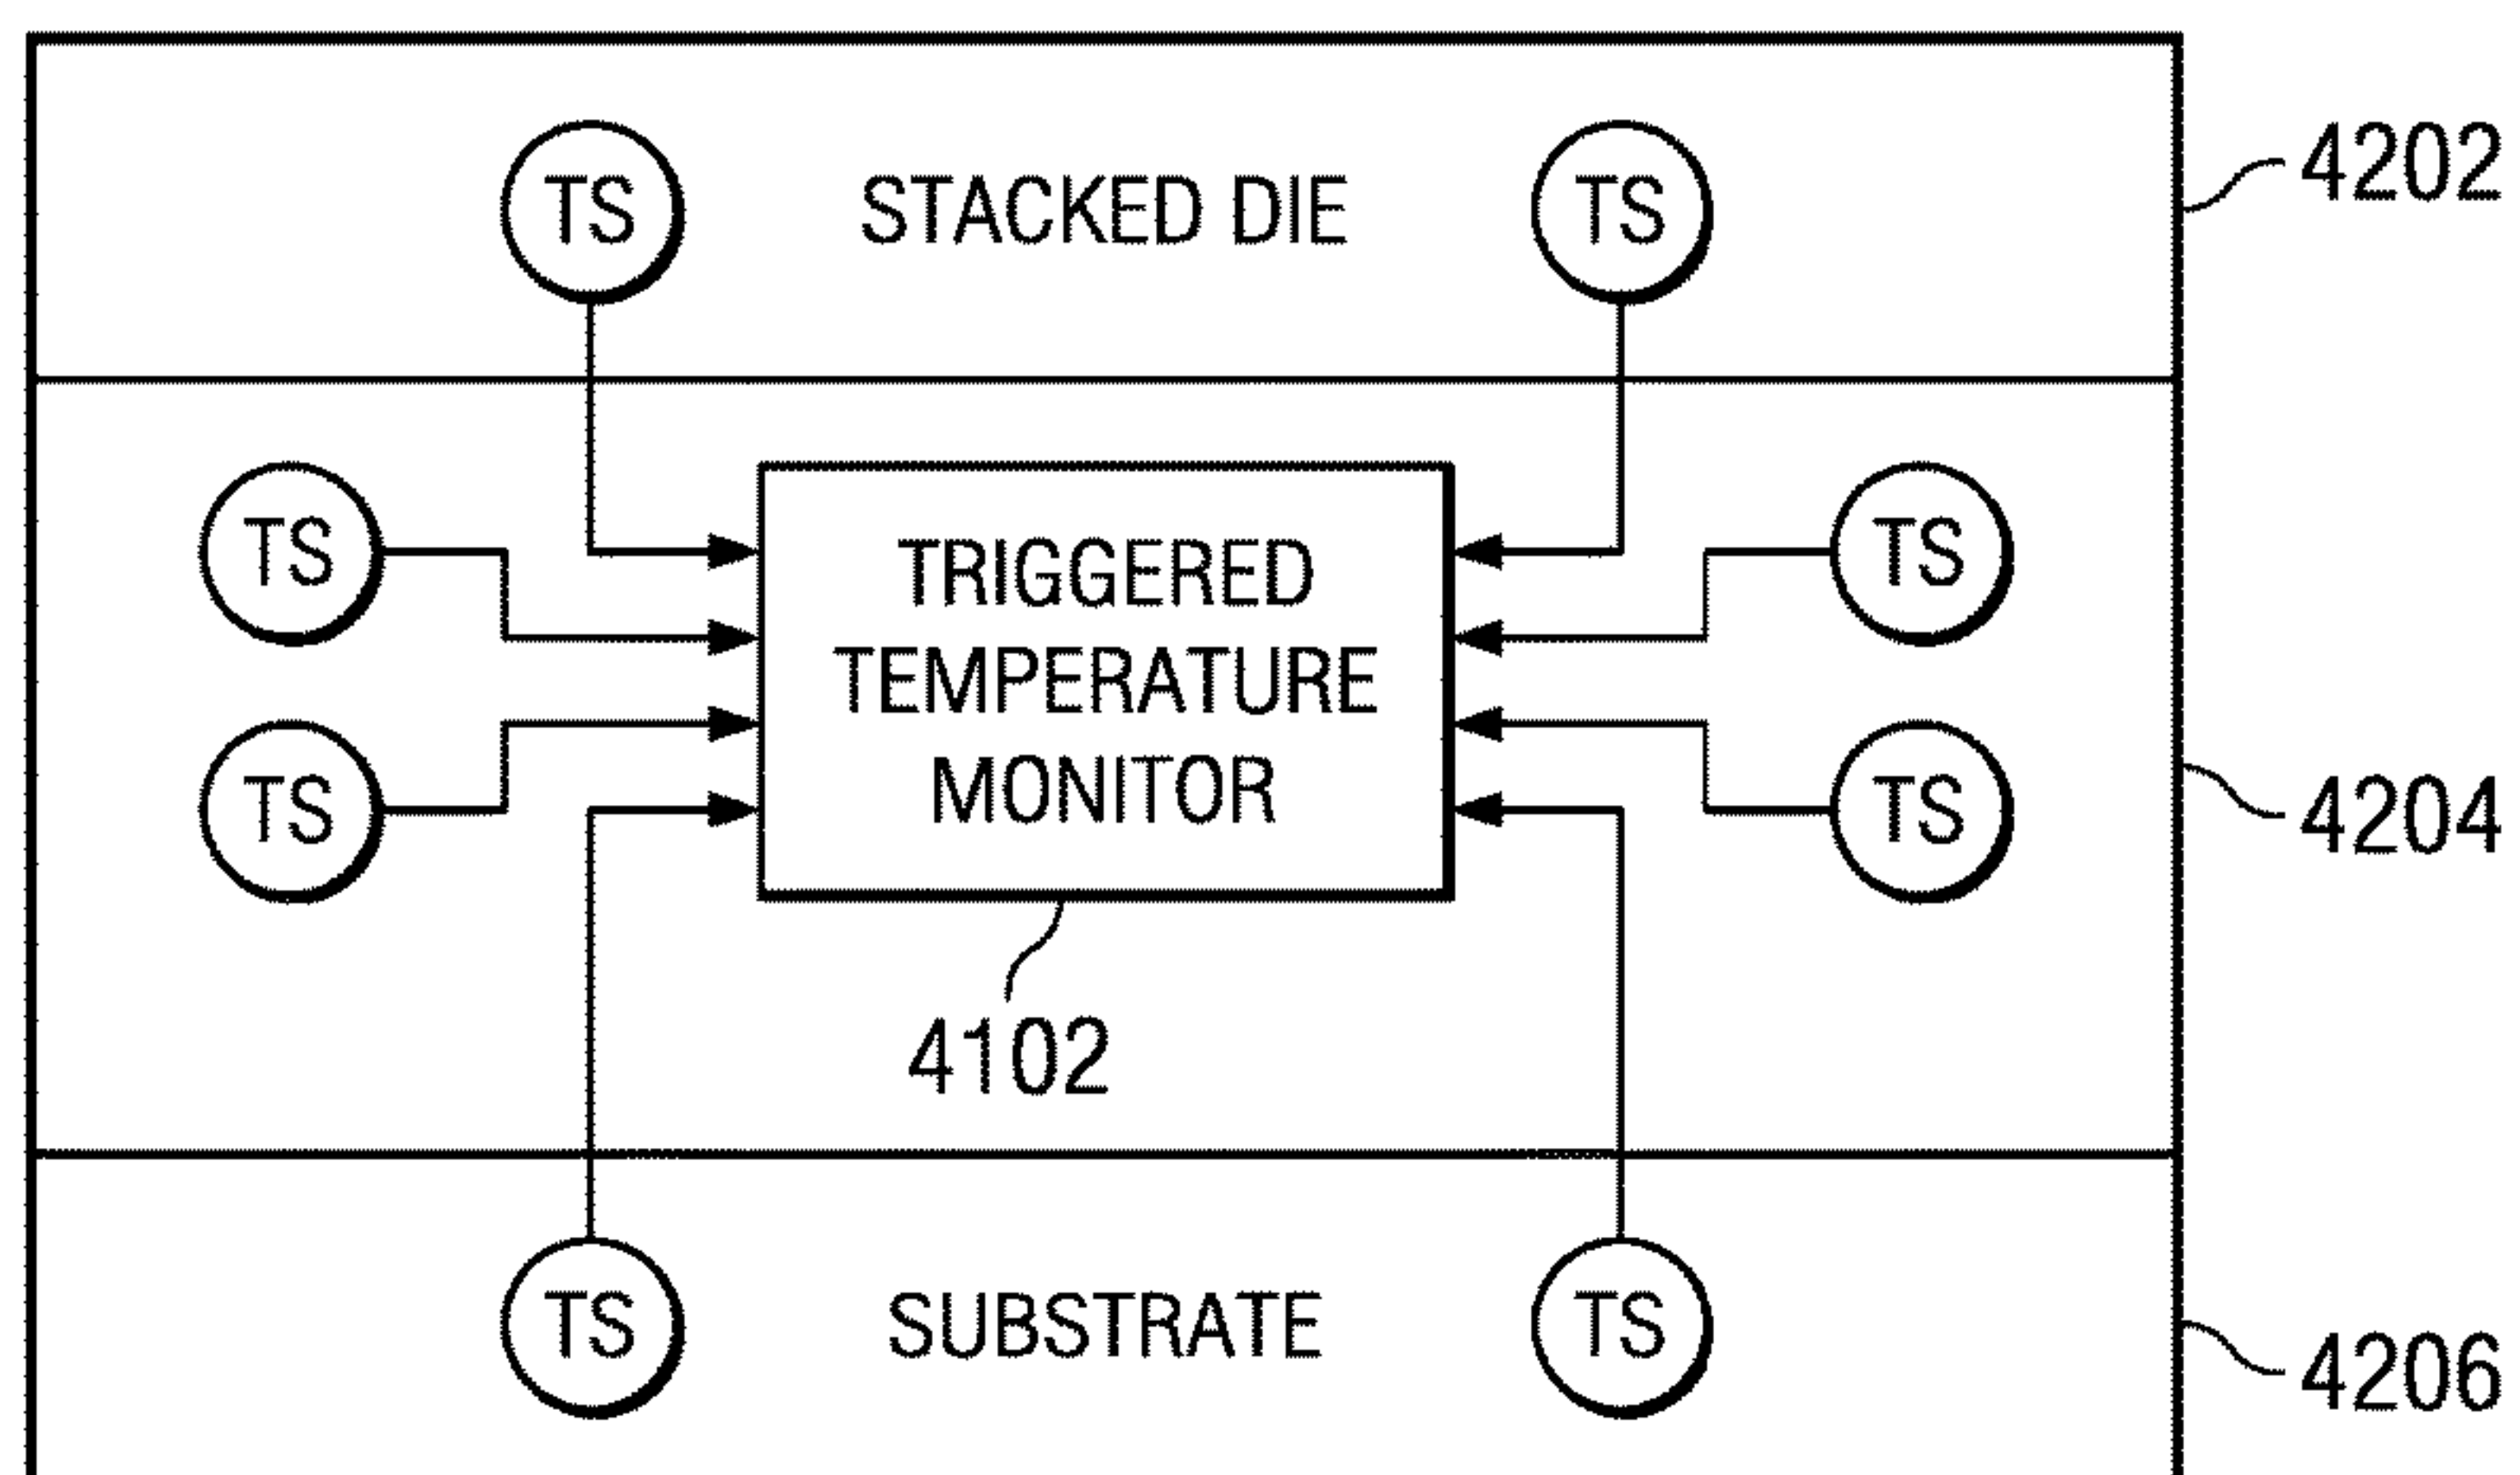 TS STACKED DIE TS
4202
TS TRIGGERED TS
TEMPERATURE
TS MONITOR TS
4204
4102
TS SUBSTRATE TS
4206